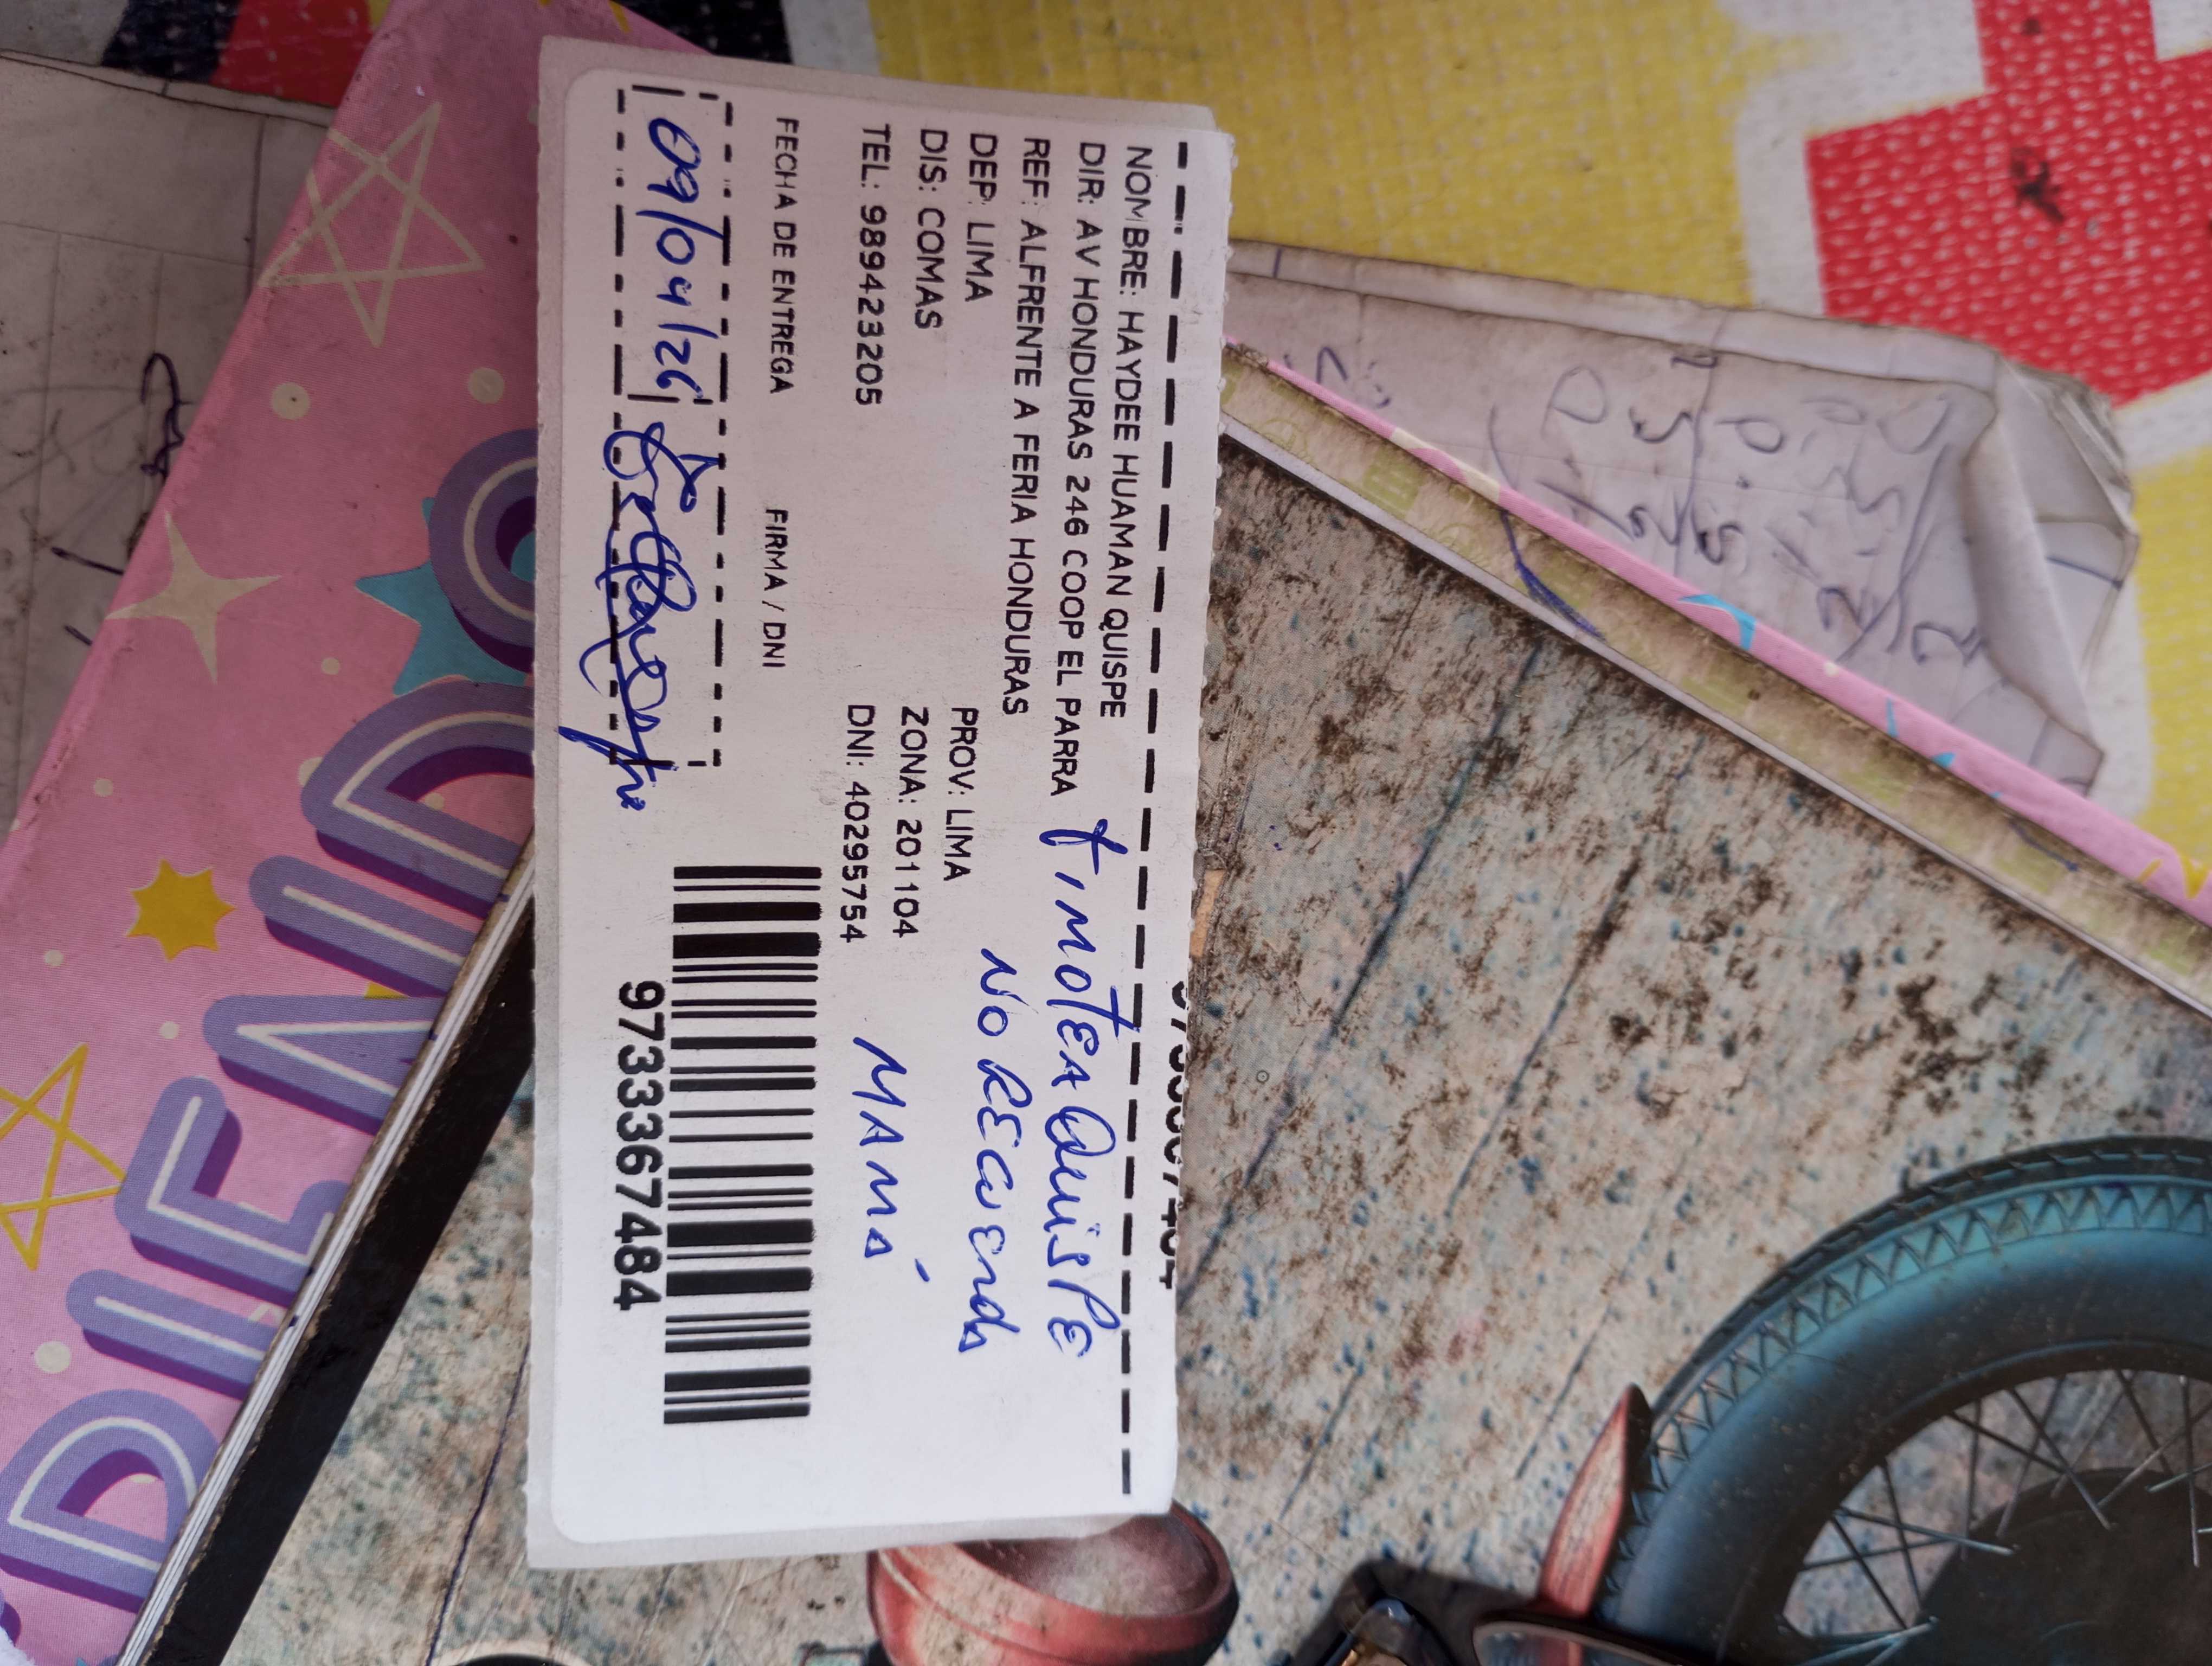 NOMBRE: HAYDEE HUAMAN QUISPE
DIR: AV HONDURAS 246 COOP EL PARRA
TIMOTEA QUISPE
REF: ALFRENTE A FERIA HONDURAS
NO RECUERDA
DEP: LIMA PROV: LIMA
DIS: COMAS ZONA: 201104
TEL: 989423205 DNI: 40295754
MAMÁ
FECHA DE ENTREGA FIRMA / DNI
09/04/26
9733367484